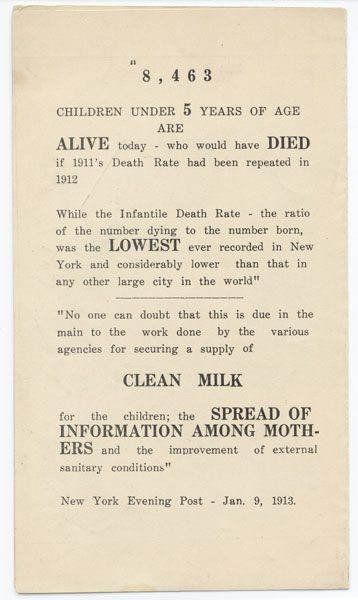 "8,463
CHILDREN UNDER 5 YEARS OF AGE
ARE
ALIVE today - who would have DIED
if 1911's Death Rate had been repeated in
1912
While the Infantile Death Rate - the ratio
of the number dying to the number born,
was the LOWEST ever recorded in New
York and considerably lower than that in
any other large city in the world"
"No one can doubt that this is due in the
main to the work done by the various
agencies for securing a supply of
CLEAN MILK
for the children; the SPREAD OF
INFORMATION AMONG MOTH-
ERS and the improvement of external
sanitary conditions"
New York Evening Post - Jan. 9, 1913.